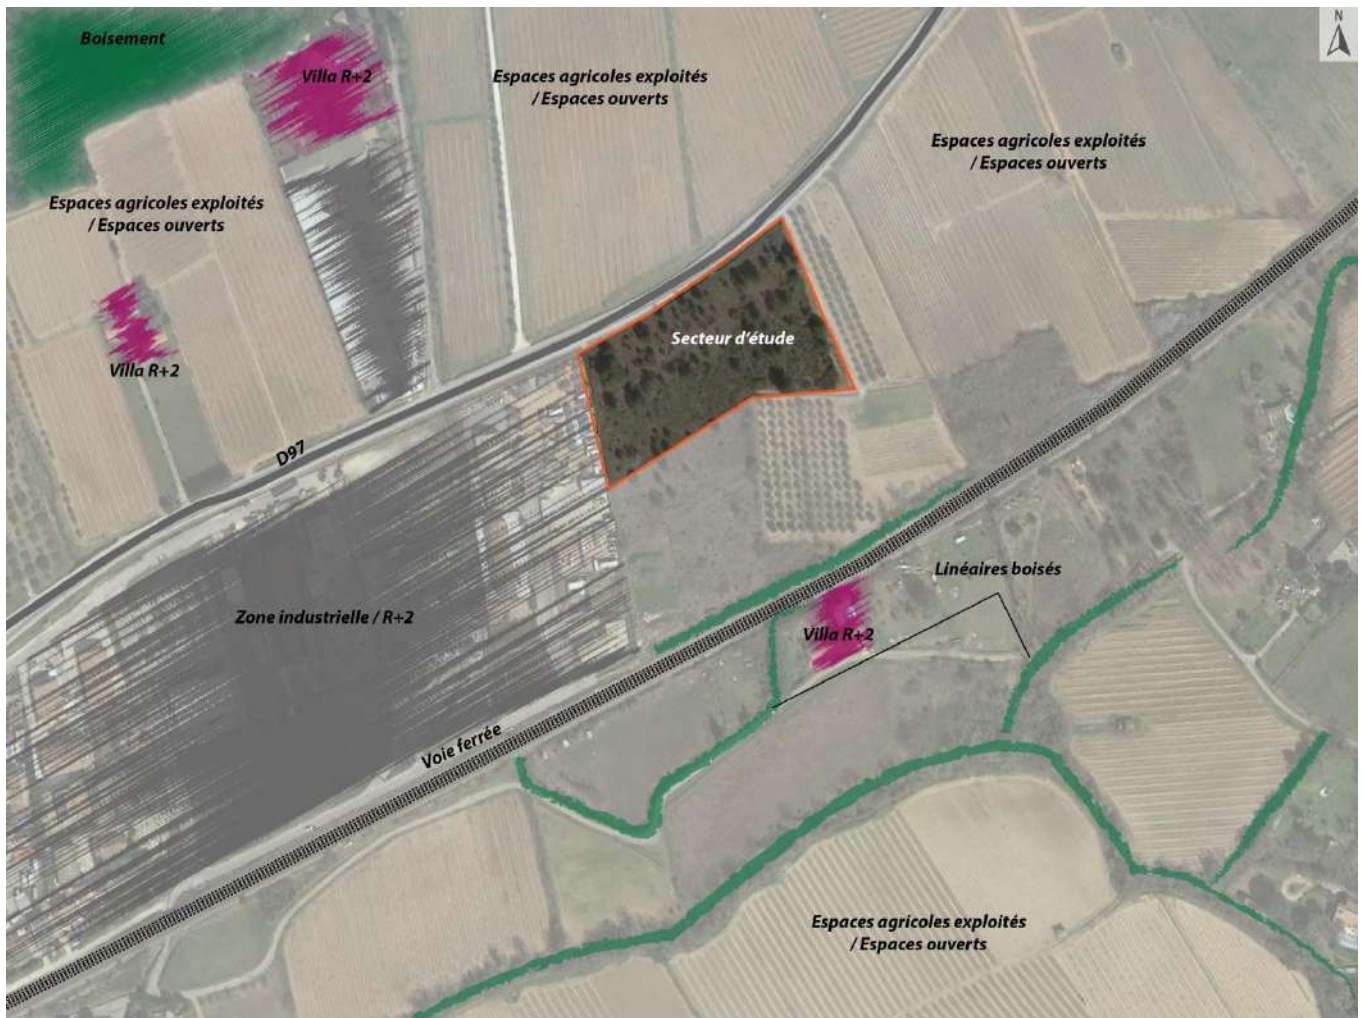 N
Boisement
Villa R+2
Espaces agricoles exploités
/ Espaces ouverts
Espaces agricoles exploités
/ Espaces ouverts
Espaces agricoles exploités
/ Espaces ouverts
Secteur d'étude
Villa R+2
D97
Linéaires boisés
Zone industrielle / R+2
Villa R+2
Voie ferrée
Espaces agricoles exploités
/ Espaces ouverts